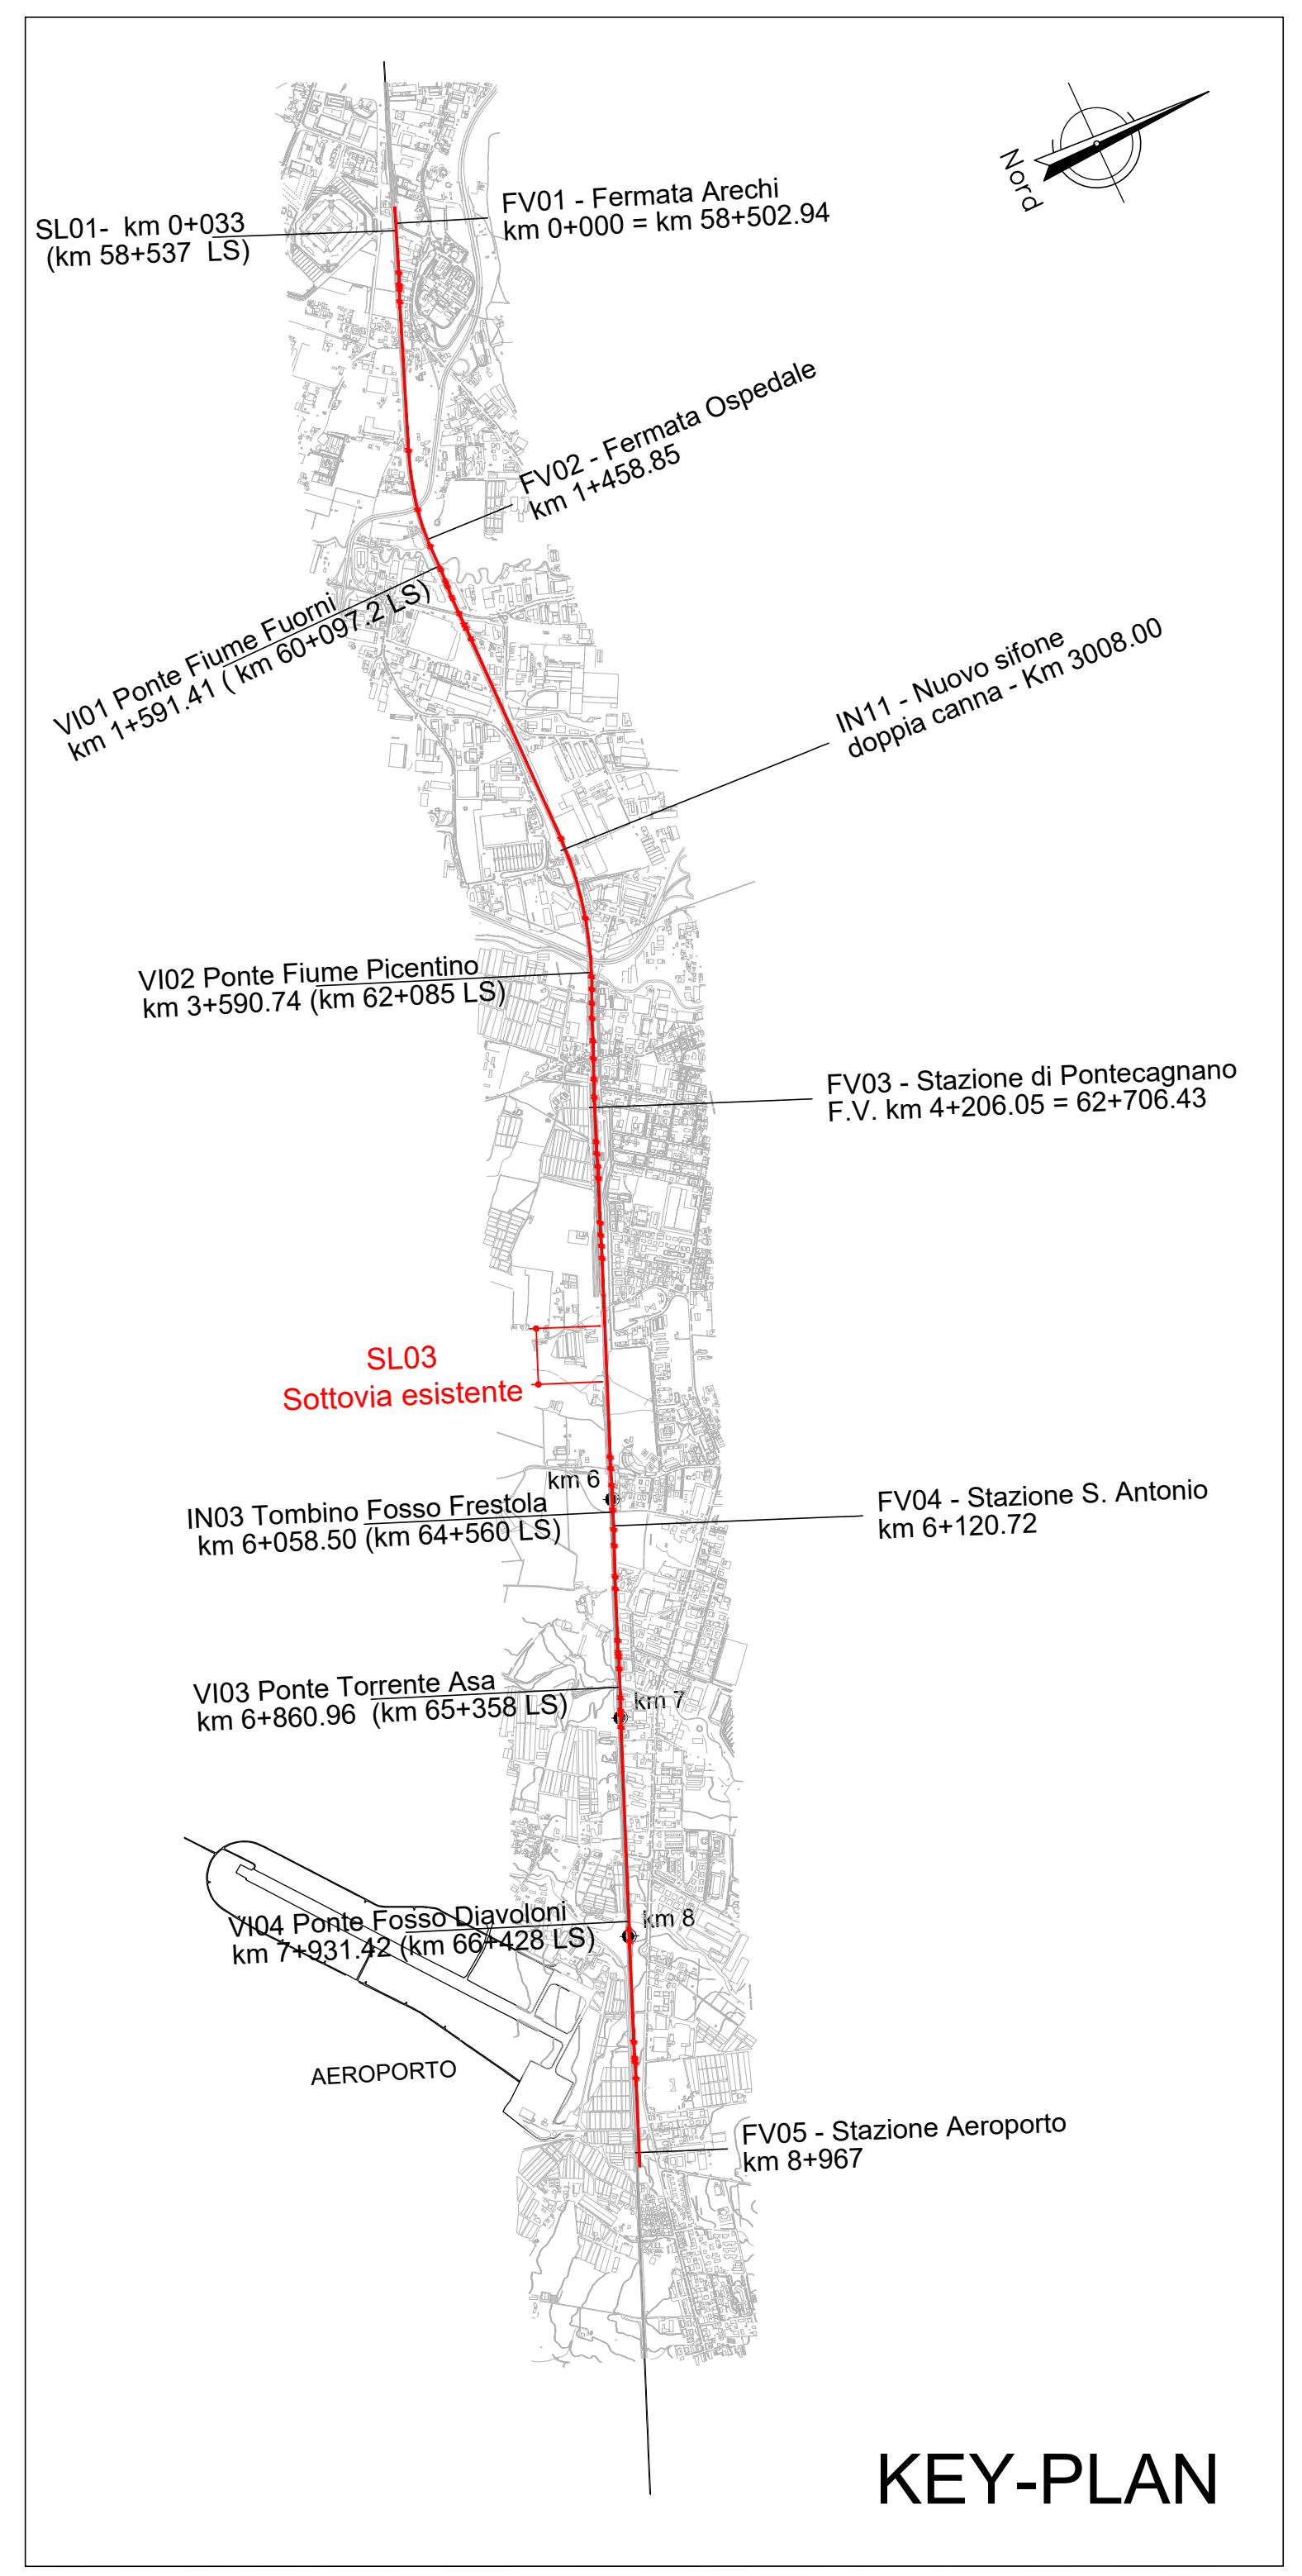 Nord
FV01 - Fermata Arechi
km 0+000 = km 58+502.94
SL01- km 0+033
(km 58+537 LS)
FV02 - Fermata Ospedale
km 1+458.85
VI01 Ponte Fiume Fuorni
km 1+591.41 ( km 60+097.2 LS)
IN11 - Nuovo sifone
doppia canna - Km 3008.00
VI02 Ponte Fiume Picentino
km 3+590.74 (km 62+085 LS)
FV03 - Stazione di Pontecagnano
F.V. km 4+206.05 = 62+706.43
SL03
Sottovia esistente
km 6
IN03 Tombino Fosso Frestola
km 6+058.50 (km 64+560 LS)
FV04 - Stazione S. Antonio
km 6+120.72
VI03 Ponte Torrente Asa
km 6+860.96 (km 65+358 LS)
km 7
VI04 Ponte Fosso Diavoloni
km 7+931.42 (km 66+428 LS)
km 8
AEROPORTO
FV05 - Stazione Aeroporto
km 8+967
KEY-PLAN